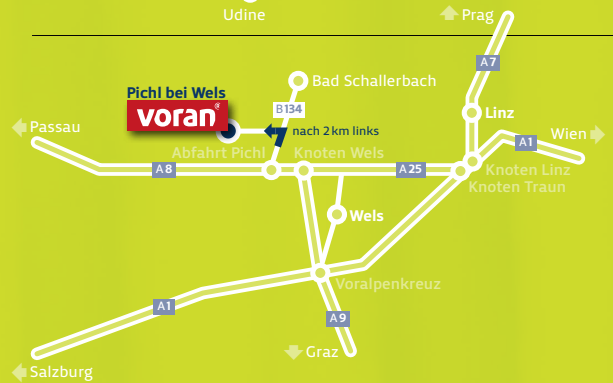 Udine
Prag
A7
Bad Schallerbach
Pichl bei Wels
voran®
B134
Linz
Passau
nach 2 km links
A1
Wien
Abfahrt Pichl
Knoten Wels
A8
A25
Knoten Linz
Knoten Traun
Wels
Voralpenkreuz
A1
A9
Graz
Salzburg